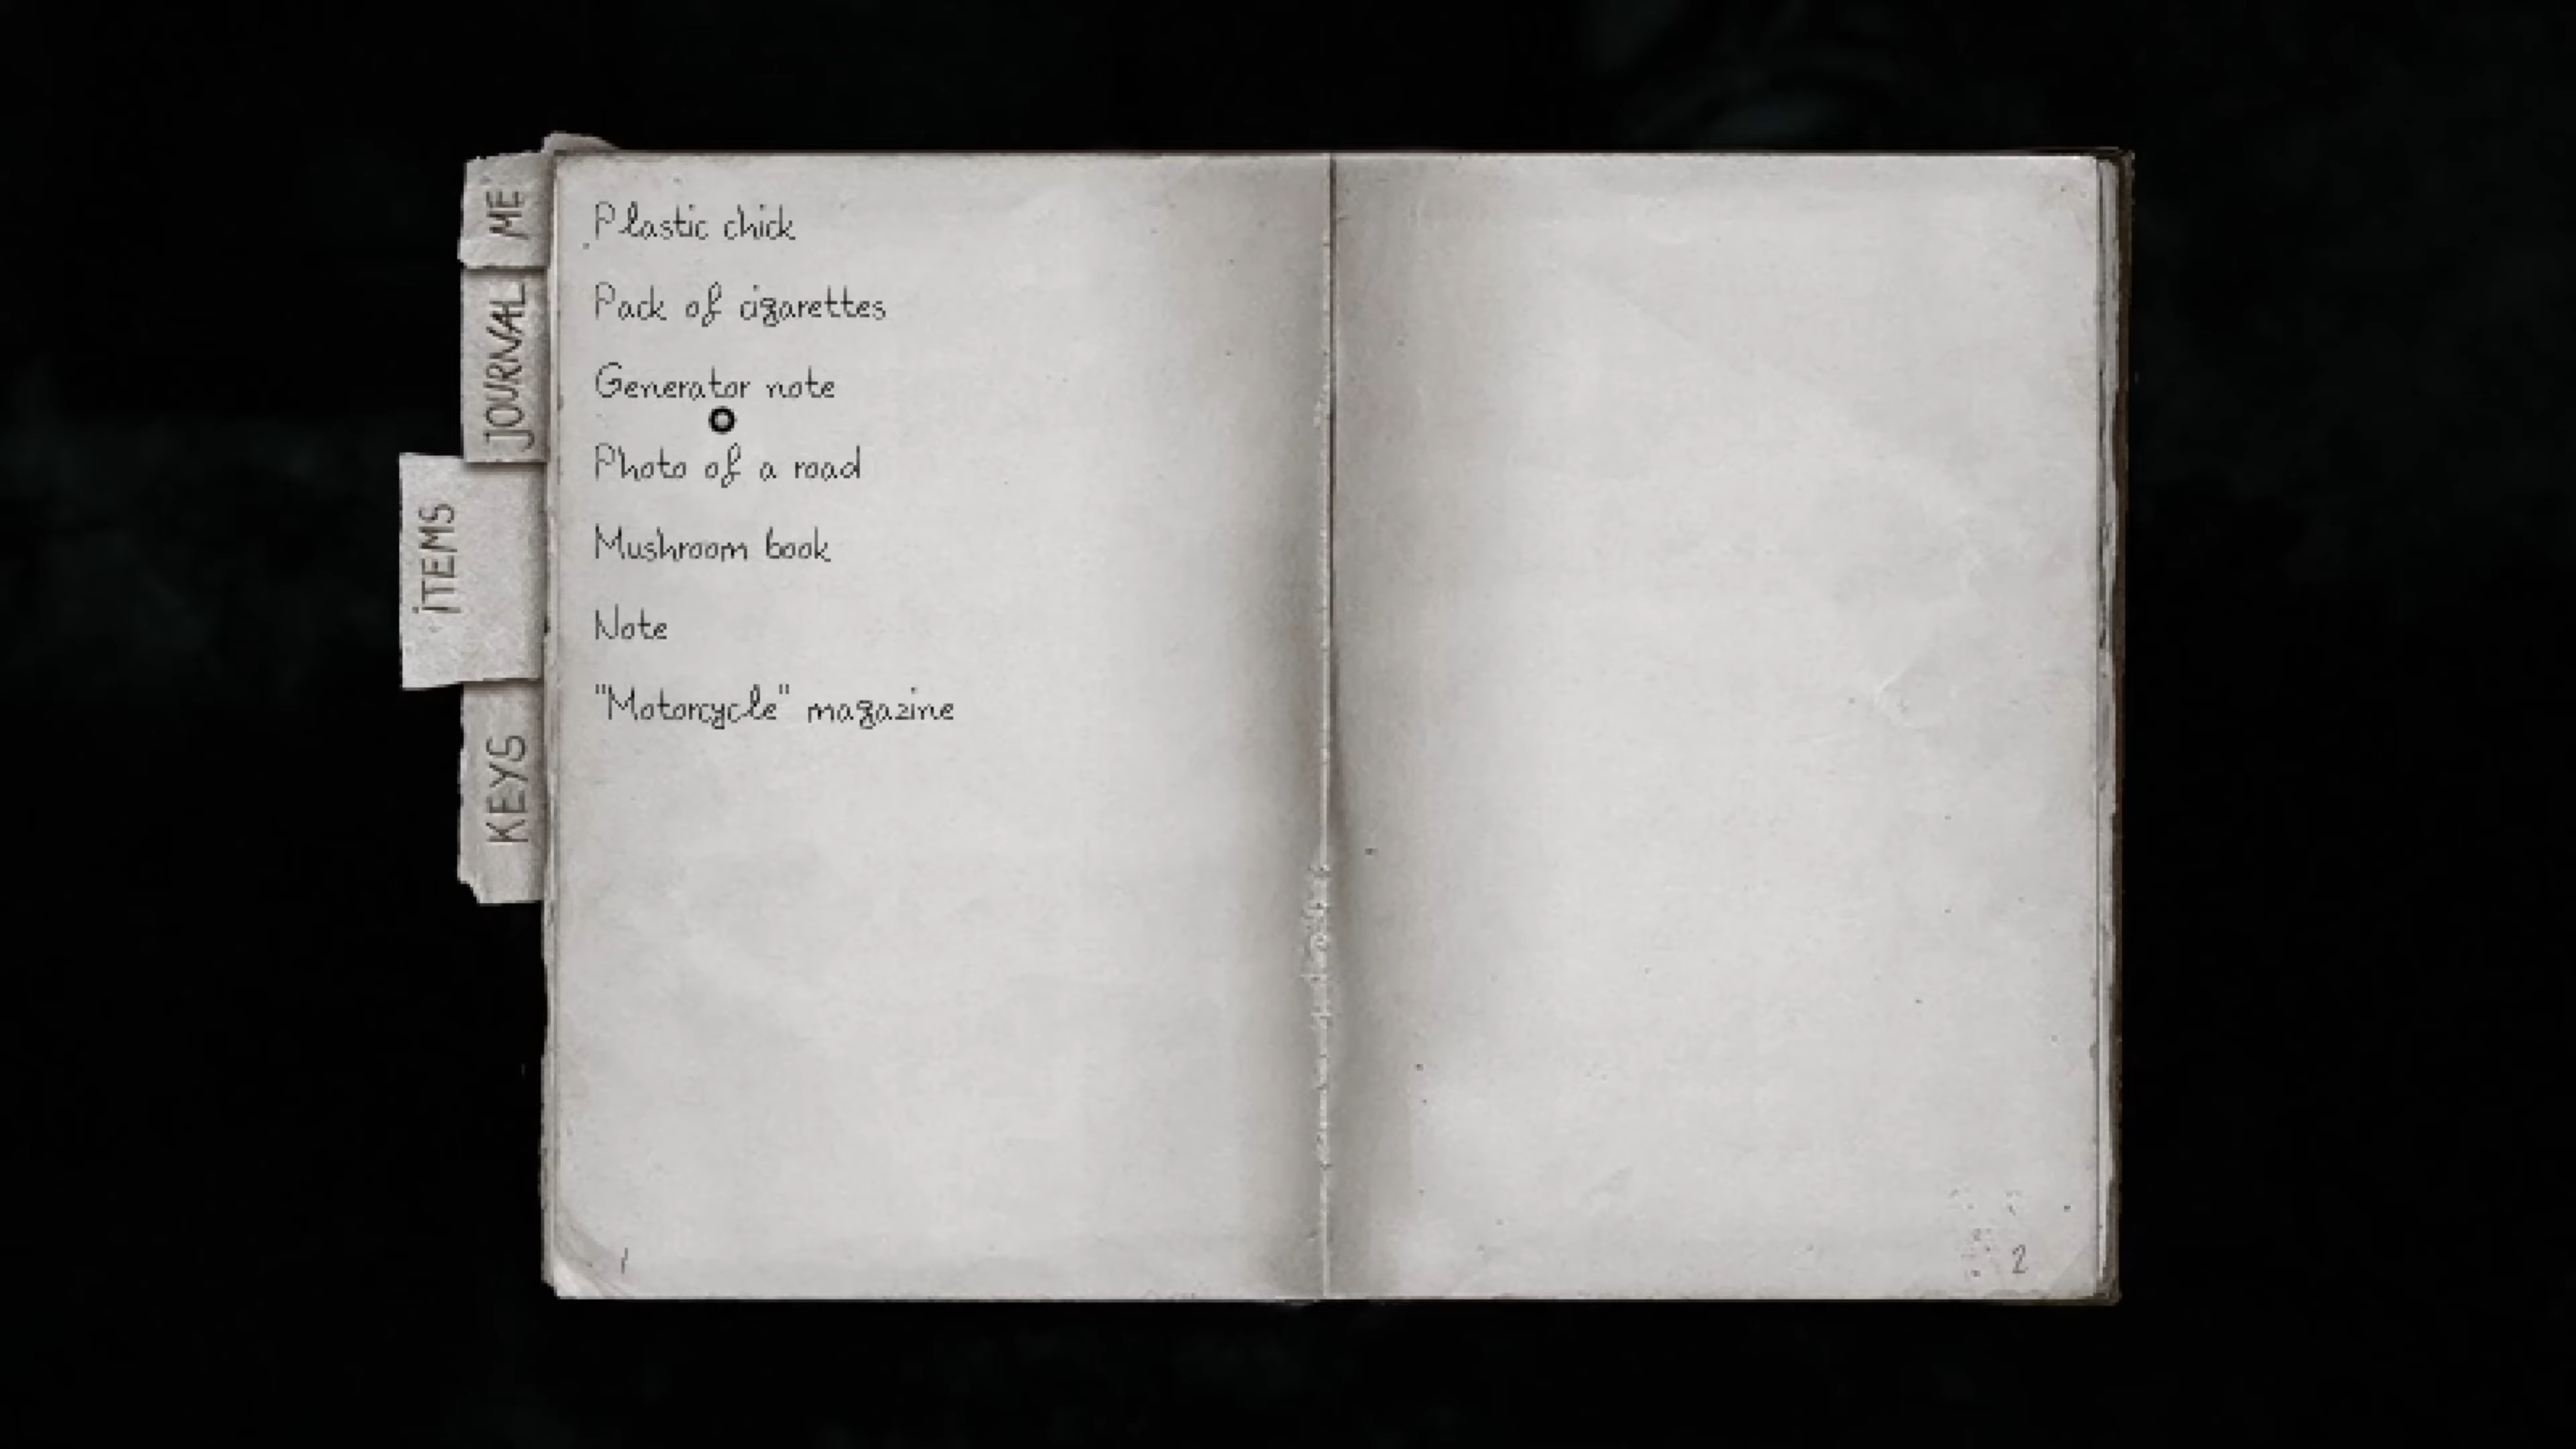 ME
JOURNAL
iTEMS
KEYS
Plastic chick
Pack of cigarettes
Generator note
Photo of a road
Mushroom book
Note
"Motorcycle" magazine
1
2